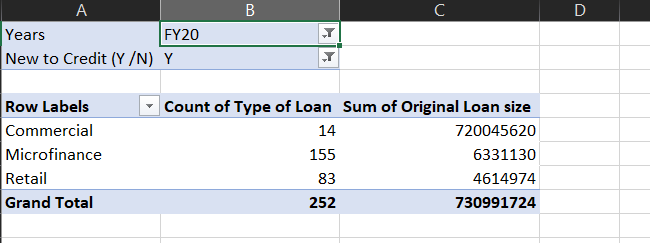 A B C D
Years FY20
New to Credit (Y /N) Y
Row Labels Count of Type of Loan Sum of Original Loan size
Commercial 14 720045620
Microfinance 155 6331130
Retail 83 4614974
Grand Total 252 730991724